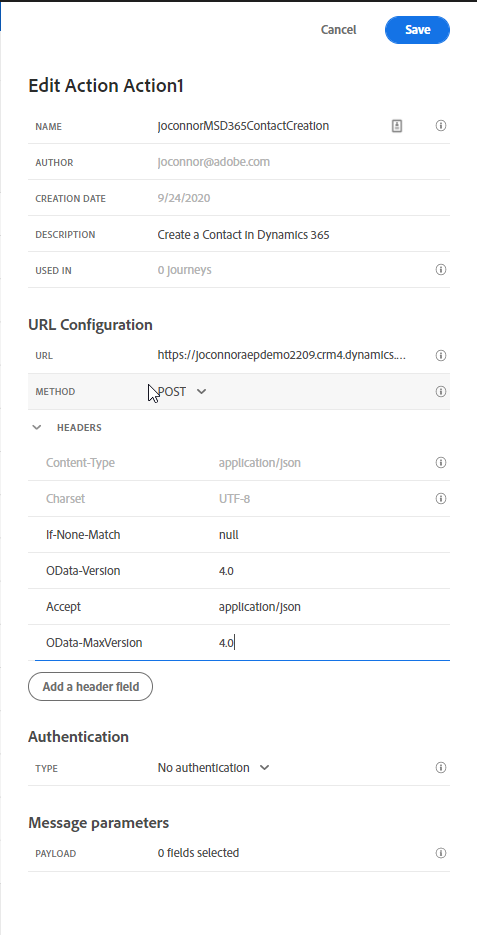 Cancel Save
Edit Action Action1
NAME joconnorMSD365ContactCreation
AUTHOR joconnor@adobe.com
CREATION DATE 9/24/2020
DESCRIPTION Create a Contact in Dynamics 365
USED IN 0 journeys
URL Configuration
URL https://joconnoraepdemo2209.crm4.dynamics....
METHOD POST
HEADERS
Content-Type application/json
Charset UTF-8
If-None-Match null
OData-Version 4.0
Accept application/json
OData-MaxVersion 4.0
Add a header field
Authentication
TYPE No authentication
Message parameters
PAYLOAD 0 fields selected